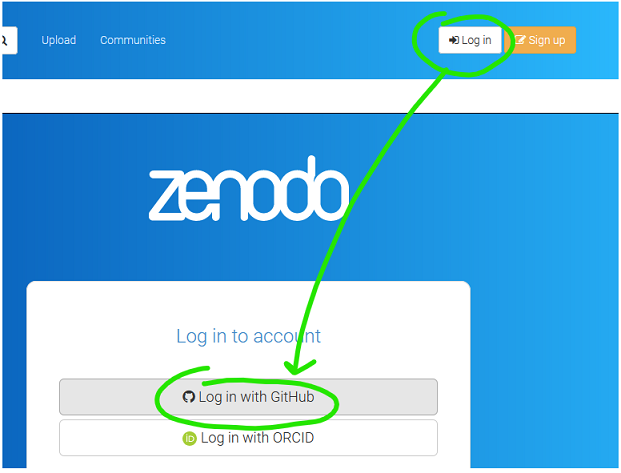 Upload Communities Log in Sign up
zenodo
Log in to account
Log in with GitHub
iD Log in with ORCID